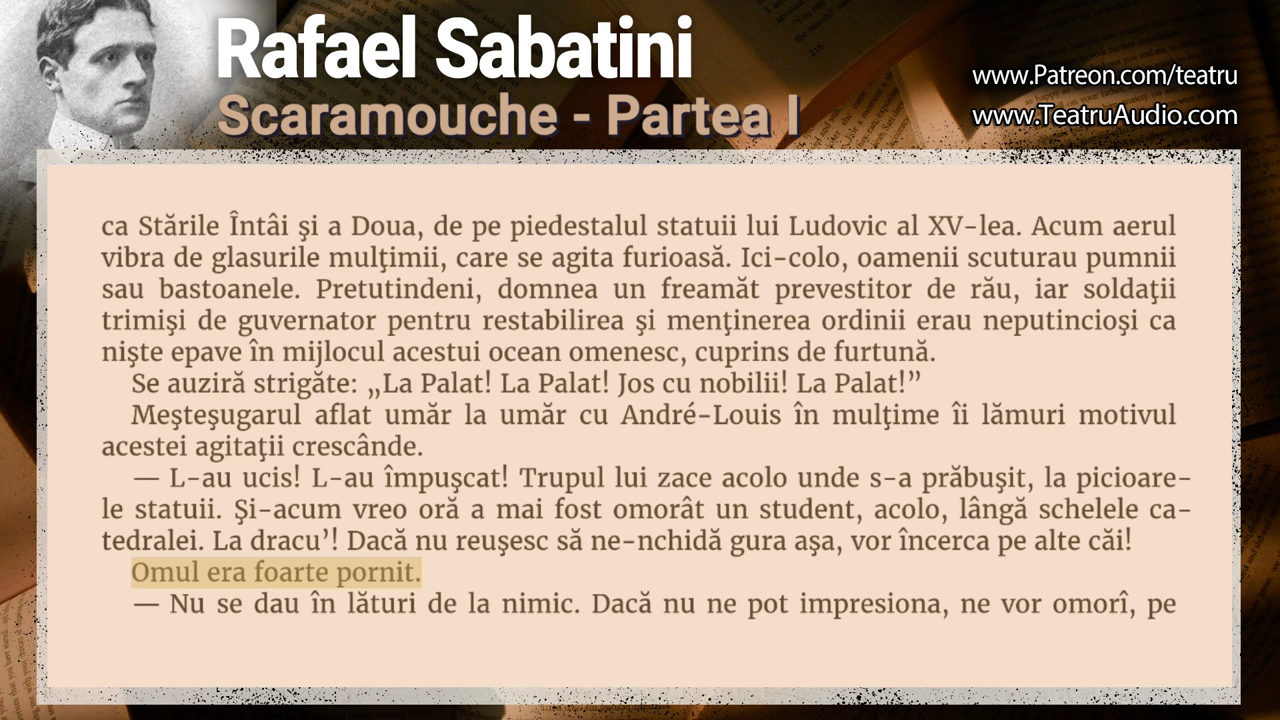 Rafael Sabatini
Scaramouche - Partea I
www.Patreon.com/teatru
www.TeatruAudio.com
ca Stările Întâi şi a Doua, de pe piedestalul statuii lui Ludovic al XV-lea. Acum aerul
vibra de glasurile mulţimii, care se agita furioasă. Ici-colo, oamenii scuturau pumnii
sau bastoanele. Pretutindeni, domnea un freamăt prevestitor de rău, iar soldaţii
trimişi de guvernator pentru restabilirea şi menţinerea ordinii erau neputincioşi ca
nişte epave în mijlocul acestui ocean omenesc, cuprins de furtună.
Se auziră strigăte: „La Palat! La Palat! Jos cu nobilii! La Palat!”
Meşteşugarul aflat umăr la umăr cu André-Louis în mulţime îi lămuri motivul
acestei agitaţii crescânde.
— L-au ucis! L-au împuşcat! Trupul lui zace acolo unde s-a prăbuşit, la picioare-
le statuii. Şi-acum vreo oră a mai fost omorât un student, acolo, lângă schelele ca-
tedralei. La dracu’! Dacă nu reuşesc să ne-nchidă gura aşa, vor încerca pe alte căi!
Omul era foarte pornit.
— Nu se dau în lături de la nimic. Dacă nu ne pot impresiona, ne vor omorî, pe